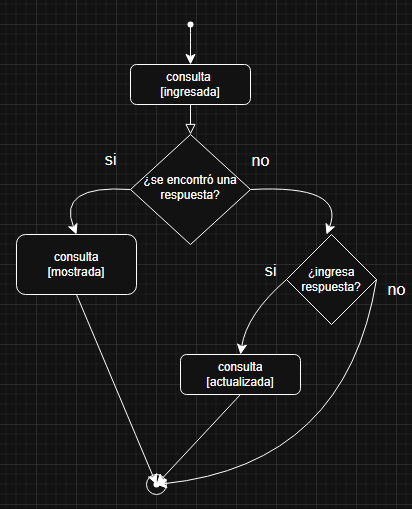 consulta
[ingresada]
si
no
¿se encontró una
respuesta?
consulta
[mostrada]
si
¿ingresa
respuesta?
no
consulta
[actualizada]